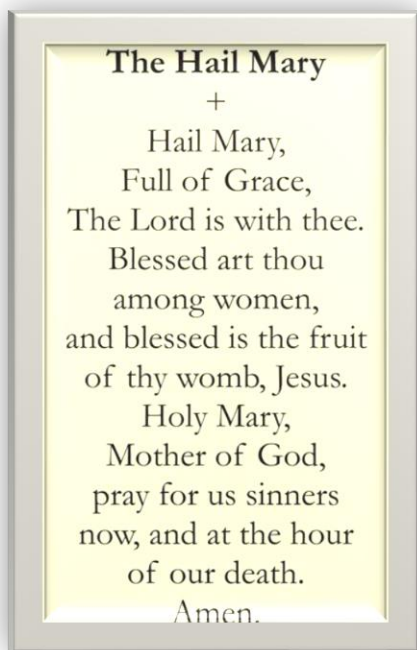 The Hail Mary
+
Hail Mary,
Full of Grace,
The Lord is with thee.
Blessed art thou
among women,
and blessed is the fruit
of thy womb, Jesus.
Holy Mary,
Mother of God,
pray for us sinners
now, and at the hour
of our death.
Amen.